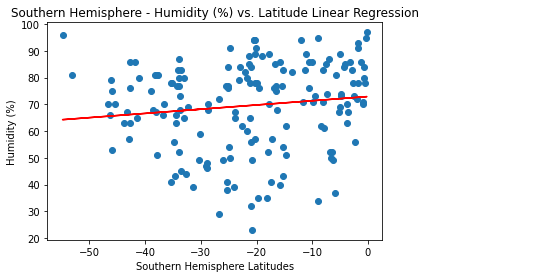 Southern Hemisphere - Humidity (%) vs. Latitude Linear Regression
100
90
80
70
60
50
40
30
20
Humidity (%)
−50 −40 −30 −20 −10 0
Southern Hemisphere Latitudes